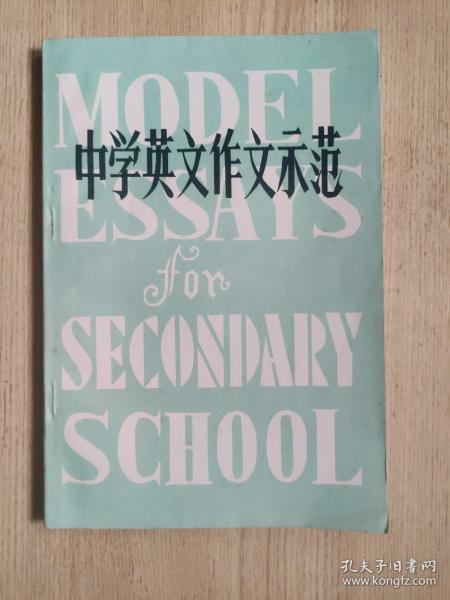 MODEL
中学英文作文示范
ESSAYS
for
SECONDARY
SCHOOL
孔夫子旧书网
www.kongfz.com